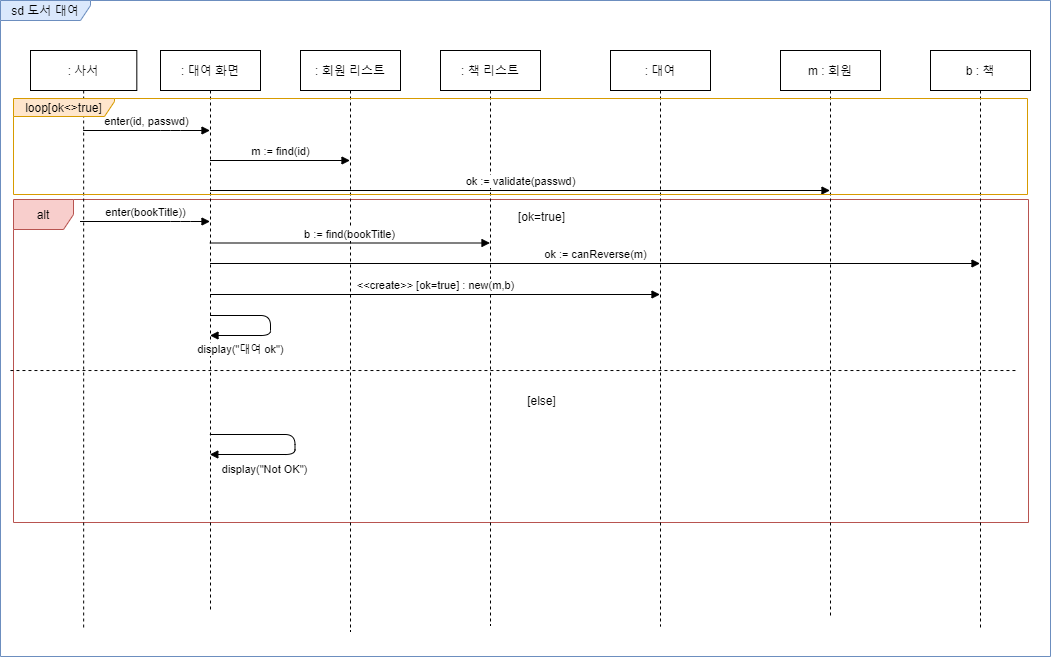 sd 도서 대여
: 사서
: 대여 화면
: 회원 리스트
: 책 리스트
: 대여
m : 회원
b : 책
loop[ok<>true]
enter(id, passwd)
m := find(id)
ok := validate(passwd)
alt
enter(bookTitle))
[ok=true]
b := find(bookTitle)
ok := canReverse(m)
<<create>> [ok=true] : new(m,b)
display("대여 ok")
[else]
display("Not OK")